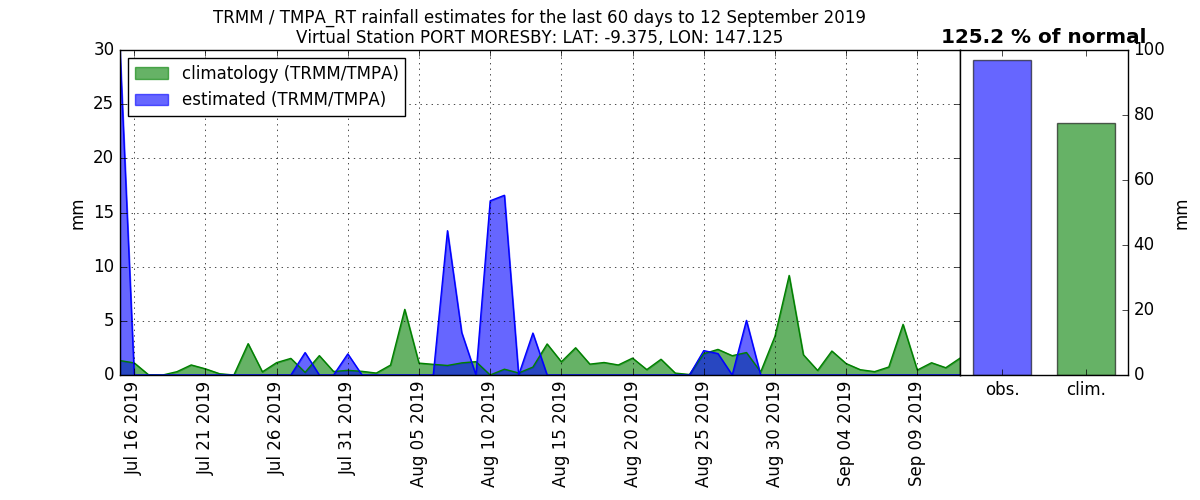 TRMM / TMPA_RT rainfall estimates for the last 60 days to 12 September 2019
Virtual Station PORT MORESBY: LAT: -9.375, LON: 147.125
125.2 % of normal
climatology (TRMM/TMPA)
estimated (TRMM/TMPA)
mm
30
25
20
15
10
5
0
Jul 16 2019
Jul 21 2019
Jul 26 2019
Jul 31 2019
Aug 05 2019
Aug 10 2019
Aug 15 2019
Aug 20 2019
Aug 25 2019
Aug 30 2019
Sep 04 2019
Sep 09 2019
obs.
clim.
100
80
60
40
20
0
mm